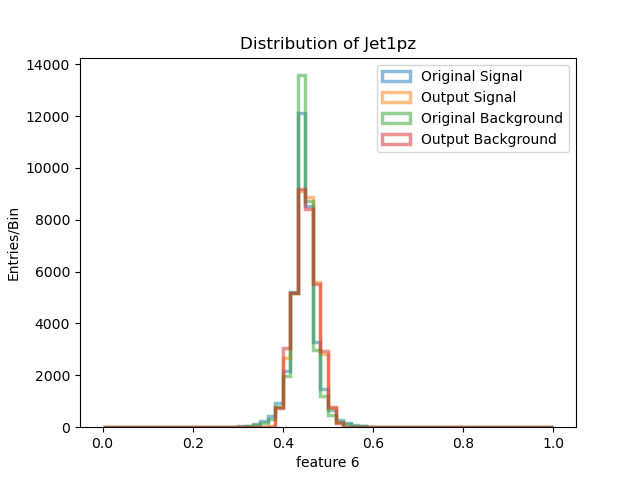 Distribution of Jet1pz
Original Signal
Output Signal
Original Background
Output Background
Entries/Bin
14000
12000
10000
8000
6000
4000
2000
0
0.0 0.2 0.4 0.6 0.8 1.0
feature 6